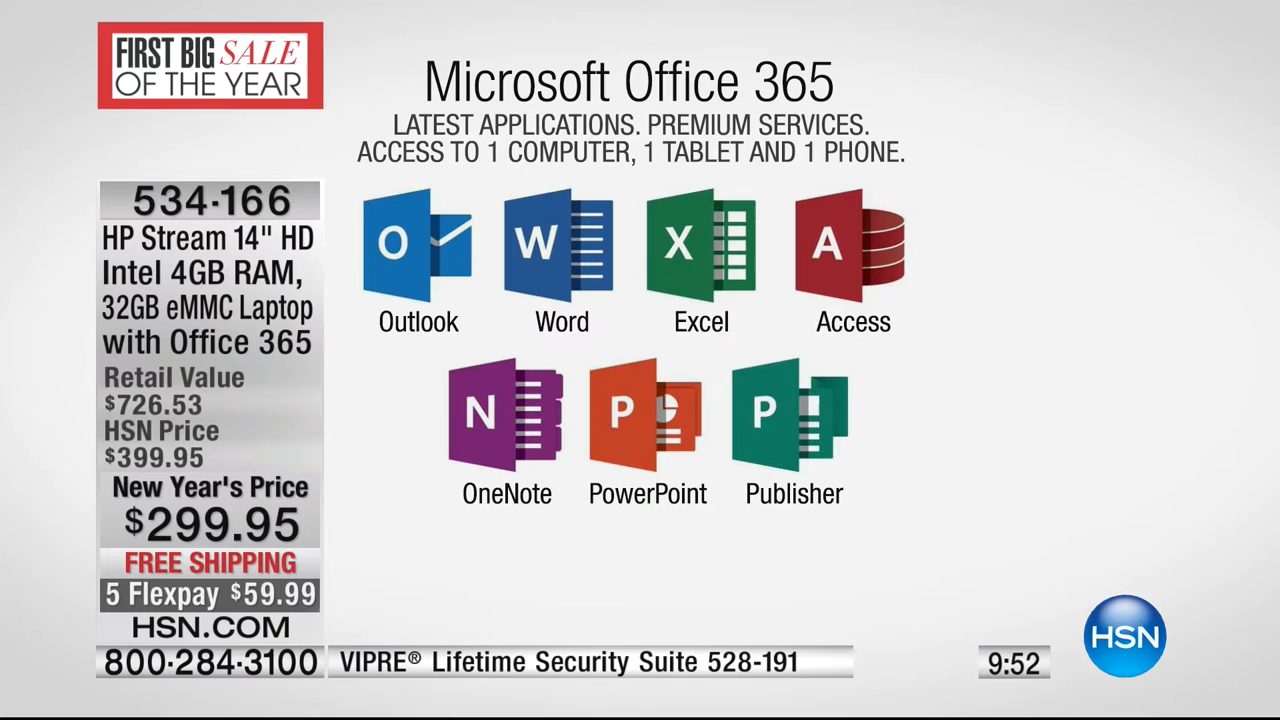 FIRST BIG SALE
OF THE YEAR
Microsoft Office 365
LATEST APPLICATIONS. PREMIUM SERVICES.
ACCESS TO 1 COMPUTER, 1 TABLET AND 1 PHONE.
534-166
HP Stream 14" HD
Intel 4GB RAM,
32GB eMMC Laptop
with Office 365
Retail Value
$726.53
HSN Price
$399.95
New Year's Price
$299.95
FREE SHIPPING
5 Flexpay $59.99
HSN.COM
800-284-3100
O W X A
Outlook Word Excel Access
N P P
OneNote PowerPoint Publisher
VIPRE® Lifetime Security Suite 528-191
9:52
HSN